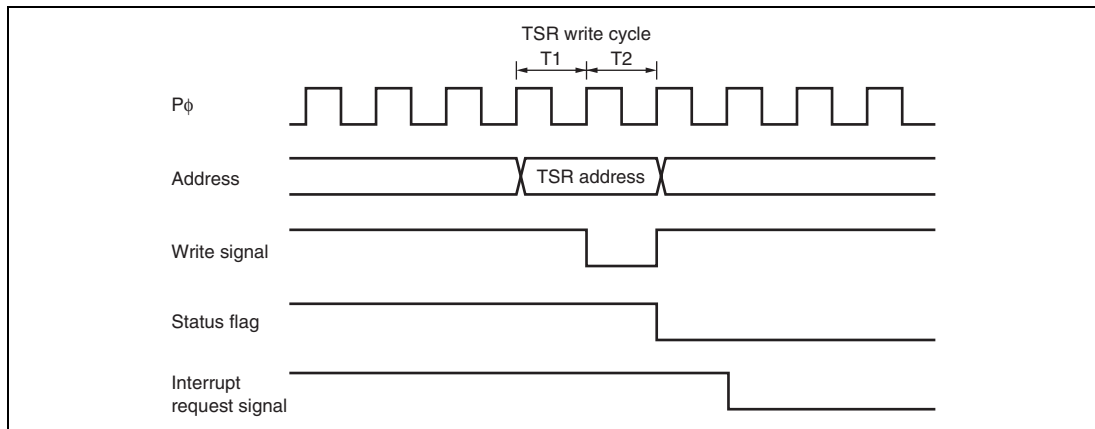 TSR write cycle
T1 T2
Pϕ
Address
TSR address
Write signal
Status flag
Interrupt
request signal